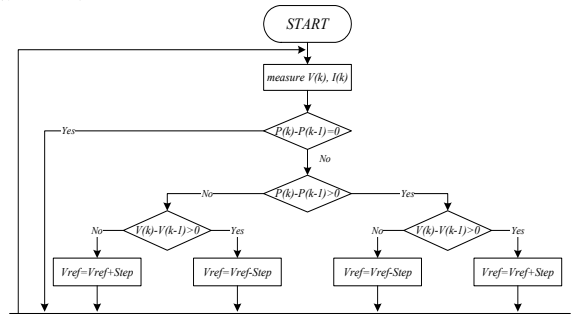 START
measure V(k), I(k)
P(k)-P(k-1)=0
Yes
No
P(k)-P(k-1)>0
No
Yes
V(k)-V(k-1)>0
No
Yes
V(k)-V(k-1)>0
No
Yes
Vref=Vref+Step
Vref=Vref-Step
Vref=Vref-Step
Vref=Vref+Step